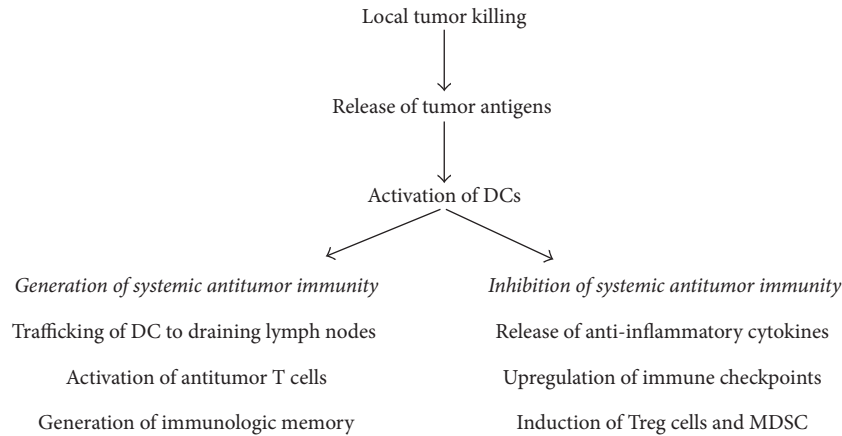 Local tumor killing
Release of tumor antigens
Activation of DCs
Generation of systemic antitumor immunity
Trafficking of DC to draining lymph nodes
Activation of antitumor T cells
Generation of immunologic memory
Inhibition of systemic antitumor immunity
Release of anti-inflammatory cytokines
Upregulation of immune checkpoints
Induction of Treg cells and MDSC